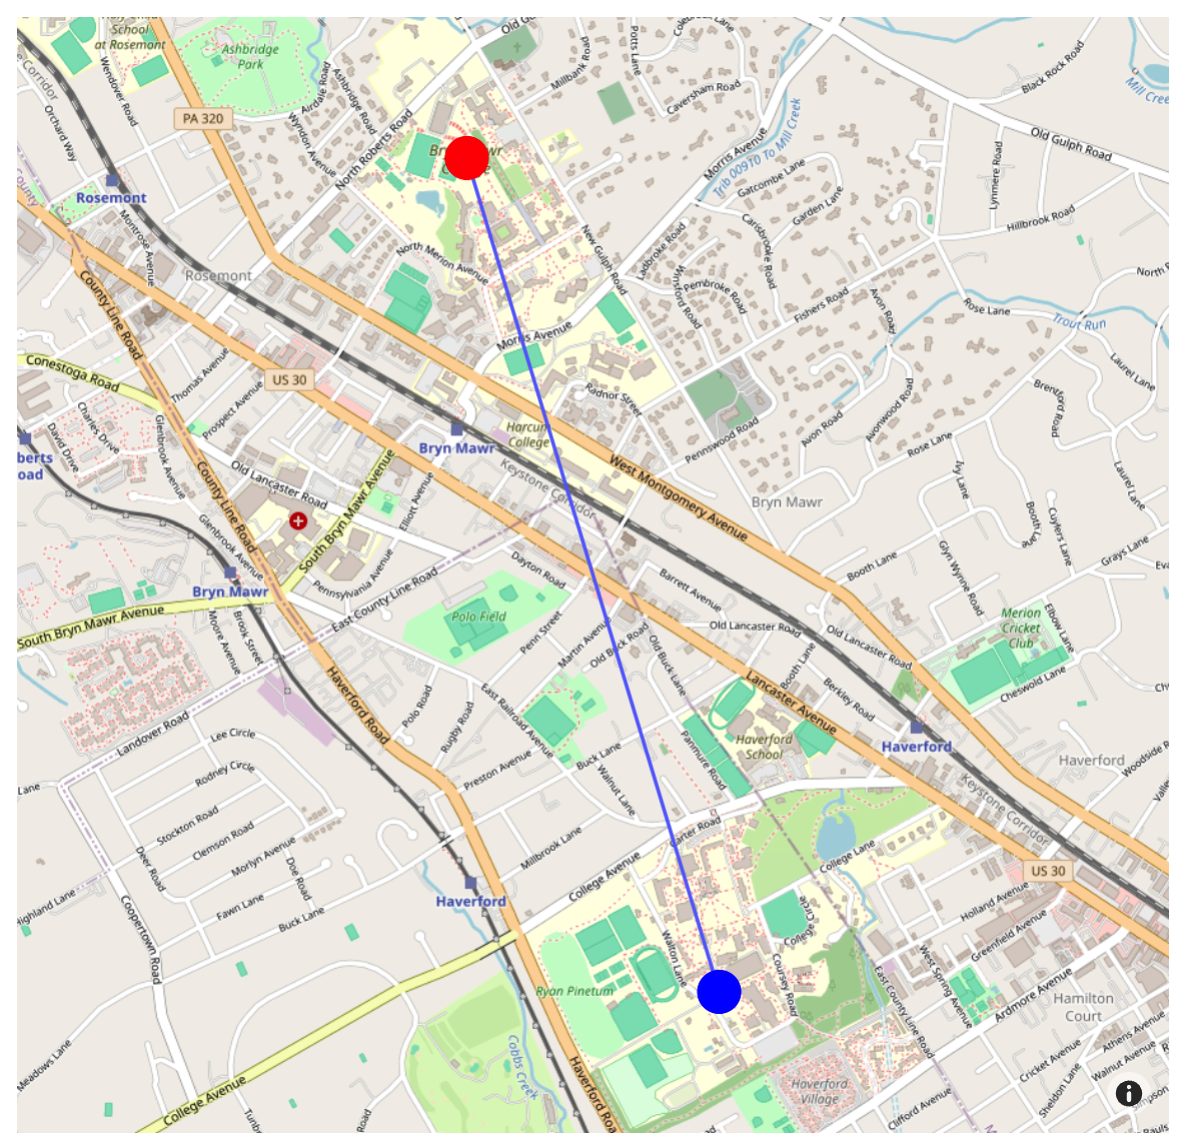 School
at Rosemont
Ashbridge
Park
PA 320
Corridor
Wendover Road
Orchard Way
Airdale Road
Ashbridge Road
Wyndon Avenue
North Roberts Road
Old
Millbank Road
Potts Lane
Caversham Road
Morris Avenue
Trib 00910 To Mill Creek
Black Rock Road
Old Gulph Road
Lynmere Road
Hillbrook Road
Gatcombe Lane
Garden Lane
Carisbrooke Road
Ladbroke Road
Winsford Road
Pembroke Road
Fishers Road
Avon Road
Rose Lane
Trout Run
Laurel Lane
New Gulph Road
North Merion Avenue
Morris Avenue
County
Rosemont
Montrose Avenue
Rosemont
County Line Road
Conestoga Road
Thomas Avenue
Prospect Avenue
US 30
Charles Drive
David Drive
Glenbrook Avenue
Old Lancaster Road
County Line Road
South Bryn Mawr Avenue
Elliott Avenue
Bryn Mawr
Harcum
College
Keystone Corridor
Radnor Street
Pennswood Road
West Montgomery Avenue
Bryn Mawr
Avon Road
Avonwood Road
Rose Lane
Brentford Road
Laurel Lane
Ivy Lane
Booth Lane
Cuylers Lane
Grays Lane
Glyn Wynne Road
Booth Lane
Glenbrook Avenue
Bryn Mawr
Pennsylvania Avenue
East County Line Road
Dayton Road
Polo Field
Penn Street
Martin Avenue
Old Buck Road
Old Buck Lane
Barrett Avenue
Old Lancaster Road
Old Lancaster Road
Booth Lane
Berkley Road
Lancaster Avenue
Merion
Cricket
Club
Elbow Lane
Cheswold Lane
South Bryn Mawr Avenue
Moore Avenue
Brook Street
Haverford Road
Landover Road
Polo Road
Rugby Road
East Railroad Avenue
Preston Avenue
Buck Lane
Walnut Lane
Panmure Road
Haverford
School
Haverford
Haverford
Keystone Corridor
Woodside
Lee Circle
Rodney Circle
Stockton Road
Clemson Road
Morlyn Avenue
Deer Road
Doe Road
Fawn Lane
Buck Lane
Highland Lane
Coopertown Road
Meadows Lane
Millbrook Lane
College Avenue
Carter Road
College Lane
US 30
Haverford
Walton Lane
College Circle
Coursey Road
Ryan Pinetum
Holland Avenue
Greenfield Avenue
West Spring Avenue
East County Line Road
Ardmore Avenue
Hamilton
Court
Athens Avenue
Cricket Avenue
Walnut Avenue
Sheldon Lane
Clifford Avenue
Haverford
Village
Cobbs Creek
Haverford Road
College Avenue
Road